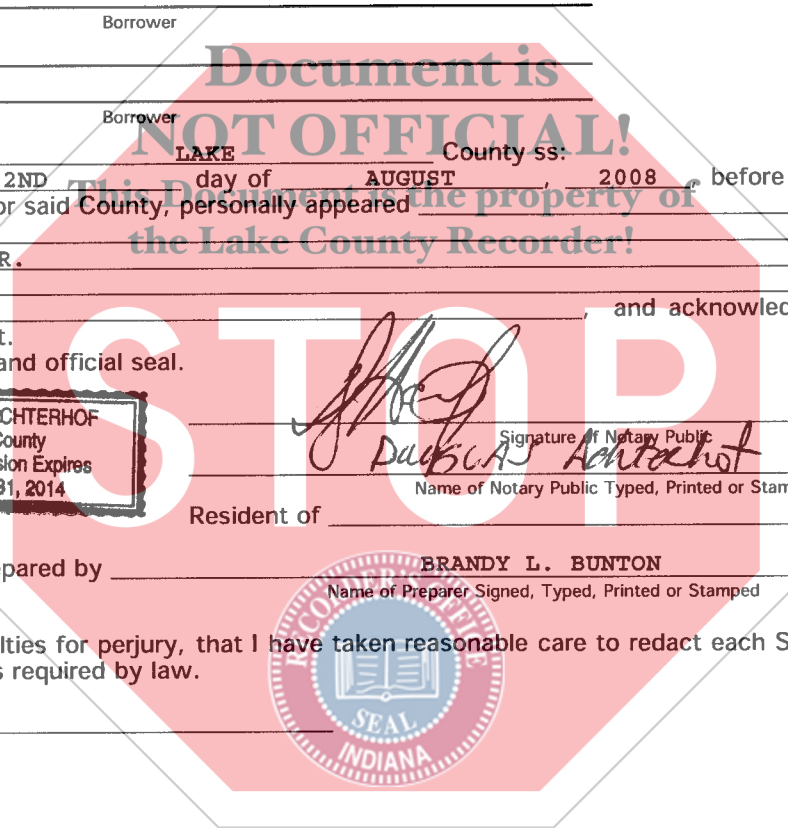 Borrower
Document is
Borrower
NOT OFFICIAL!
LAKE County ss:
2ND day of AUGUST, 2008, before
This Document is the property of
or said County, personally appeared
the Lake County Recorder!
R.
, and acknowled
t.
and official seal.
STOP
CHTERHOF
County
sion Expires
31, 2014
Signature of Notary Public
Douglas Achterhof
Name of Notary Public Typed, Printed or Stam
Resident of
epared by BRANDY L. BUNTON
Name of Preparer Signed, Typed, Printed or Stamped
RECORDER'S OFFICE
lties for perjury, that I have taken reasonable care to redact each S
s required by law.
SEAL
INDIANA